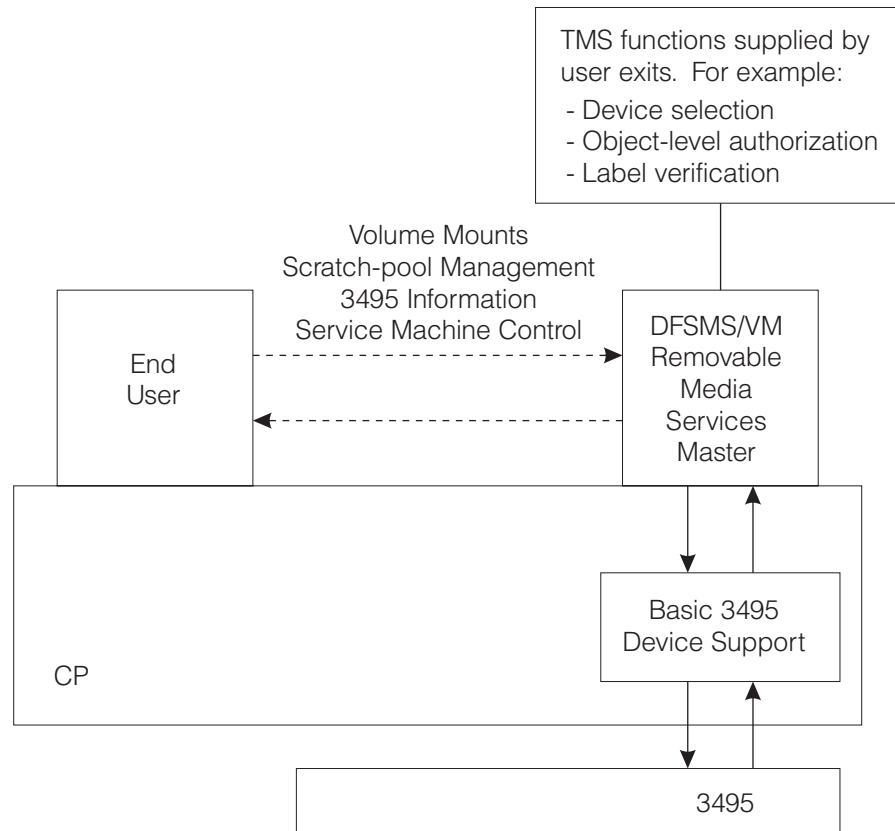 TMS functions supplied by
user exits. For example:
- Device selection
- Object-level authorization
- Label verification
Volume Mounts
Scratch-pool Management
3495 Information
Service Machine Control
End
User
DFSMS/VM
Removable
Media
Services
Master
Basic 3495
Device Support
CP
3495